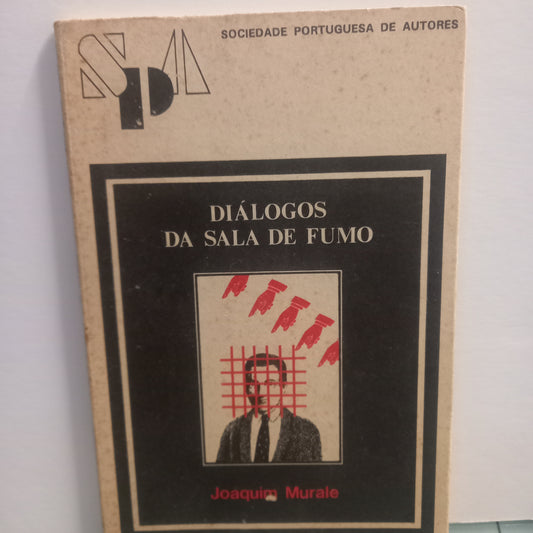 SPA
SOCIEDADE PORTUGUESA DE AUTORES
DIÁLOGOS
DA SALA DE FUMO
Joaquim Murale